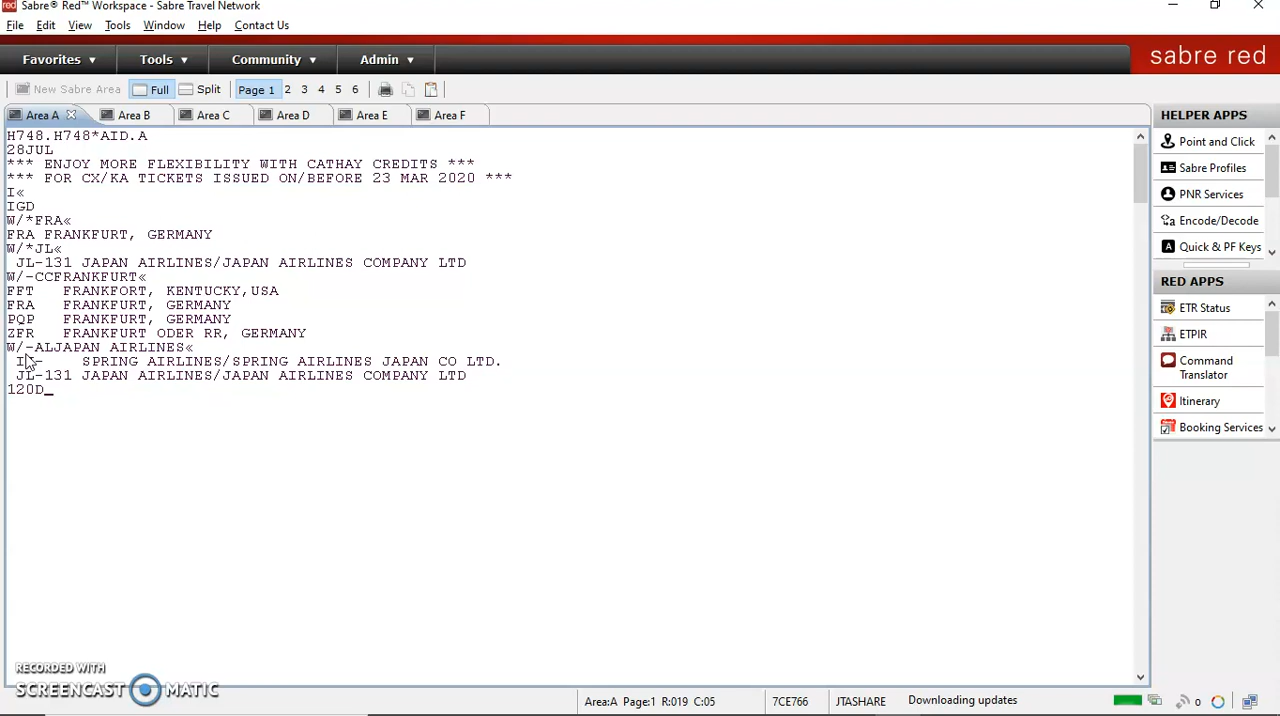 Sabre® Red™ Workspace - Sabre Travel Network
File Edit View Tools Window Help Contact Us
Favorites Tools Community Admin
sabre red
New Sabre Area Full Split Page 1 2 3 4 5 6
Area A Area B Area C Area D Area E Area F
H748.H748*AID.A
28JUL
*** ENJOY MORE FLEXIBILITY WITH CATHAY CREDITS ***
*** FOR CX/KA TICKETS ISSUED ON/BEFORE 23 MAR 2020 ***
I«
IGD
W/*FRA«
FRA FRANKFURT, GERMANY
W/*JL«
JL-131 JAPAN AIRLINES/JAPAN AIRLINES COMPANY LTD
W/-CCFRANKFURT«
FFT FRANKFORT, KENTUCKY,USA
FRA FRANKFURT, GERMANY
PQP FRANKFURT, GERMANY
ZFR FRANKFURT ODER RR, GERMANY
W/-ALJAPAN AIRLINES«
SPRING AIRLINES/SPRING AIRLINES JAPAN CO LTD.
JL-131 JAPAN AIRLINES/JAPAN AIRLINES COMPANY LTD
120D_
HELPER APPS
Point and Click
Sabre Profiles
PNR Services
Encode/Decode
Quick & PF Keys
RED APPS
ETR Status
ETPIR
Command
Translator
Itinerary
Booking Services
RECORDED WITH
SCREENCAST MATIC
Area:A Page:1 R:019 C:05 7CE766 JTASHARE Downloading updates 0